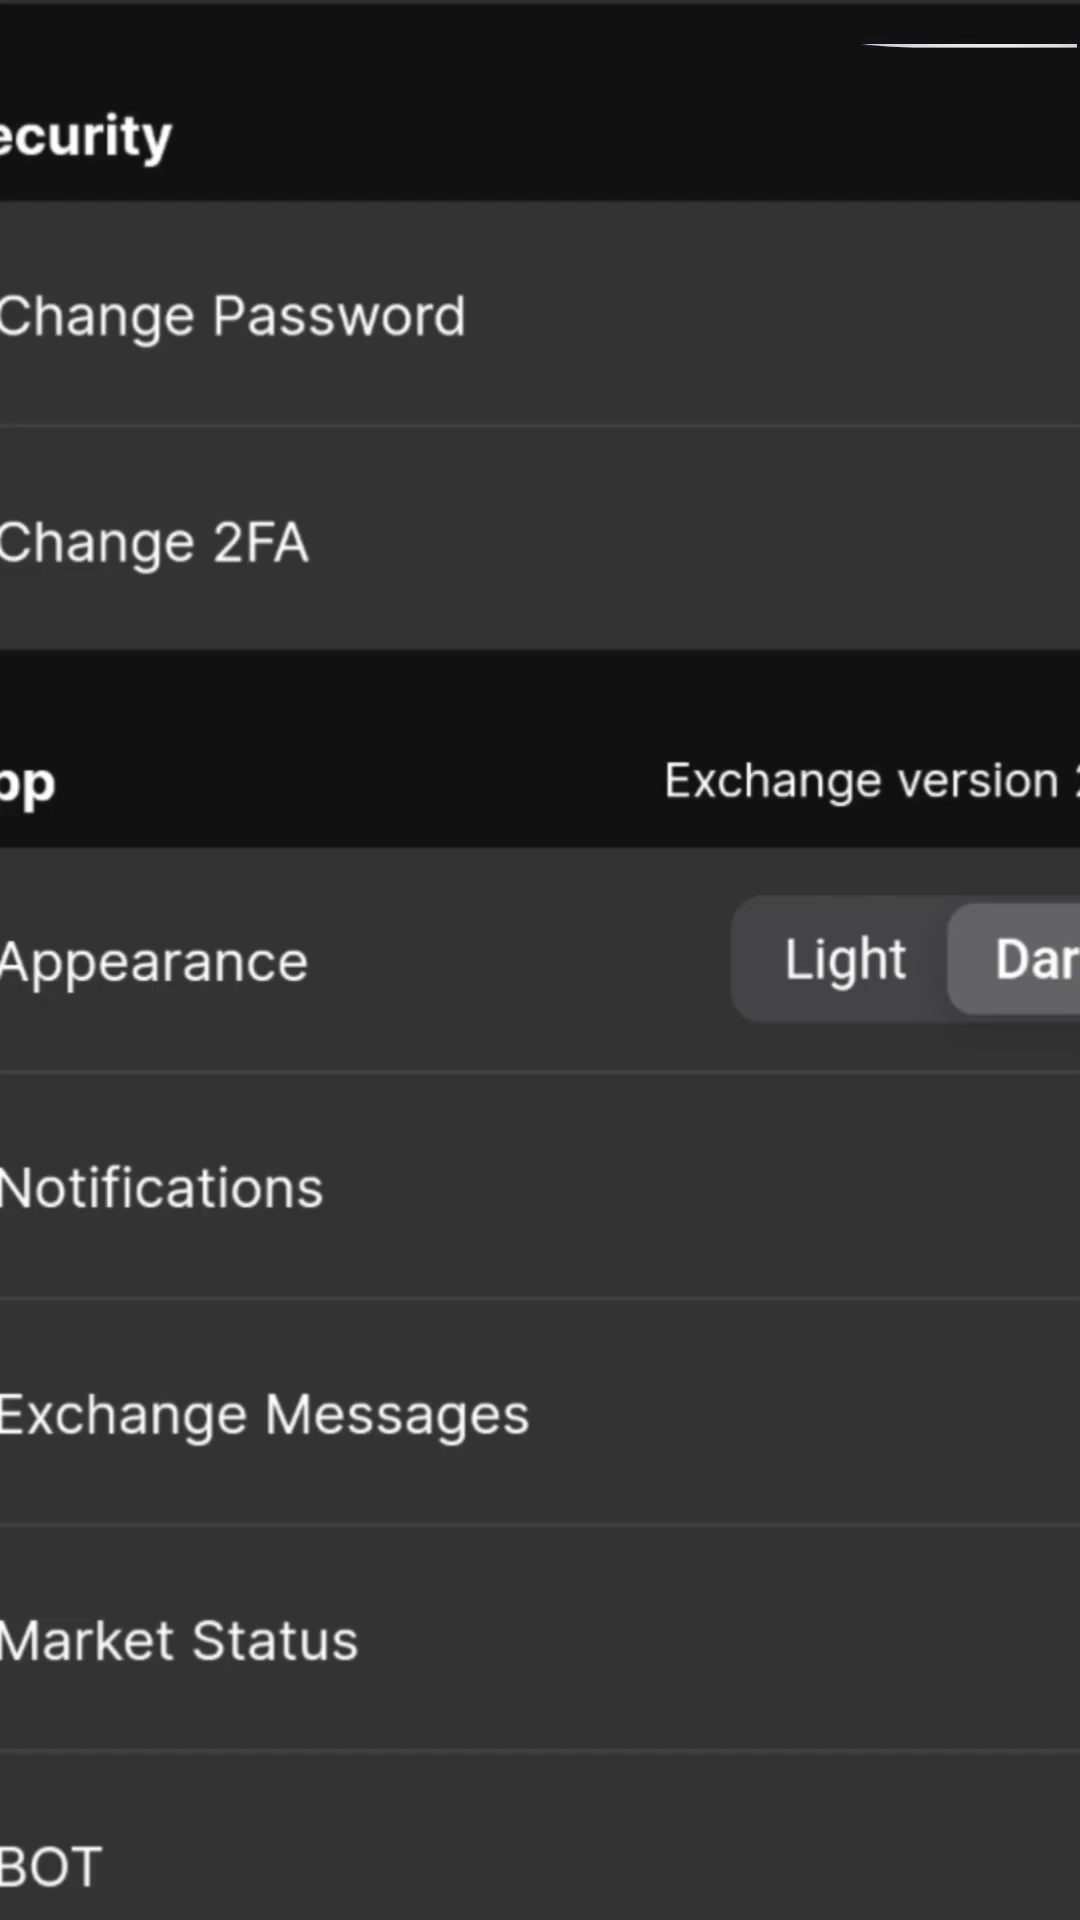 ecurity
Change Password
Change 2FA
pp
Exchange version
Appearance
Light
Dar
Notifications
Exchange Messages
Market Status
BOT